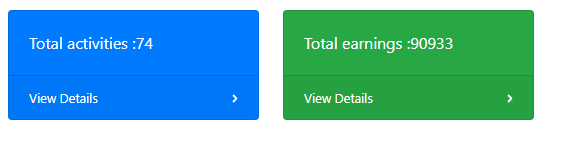 Total activities :74
View Details
Total earnings :90933
View Details